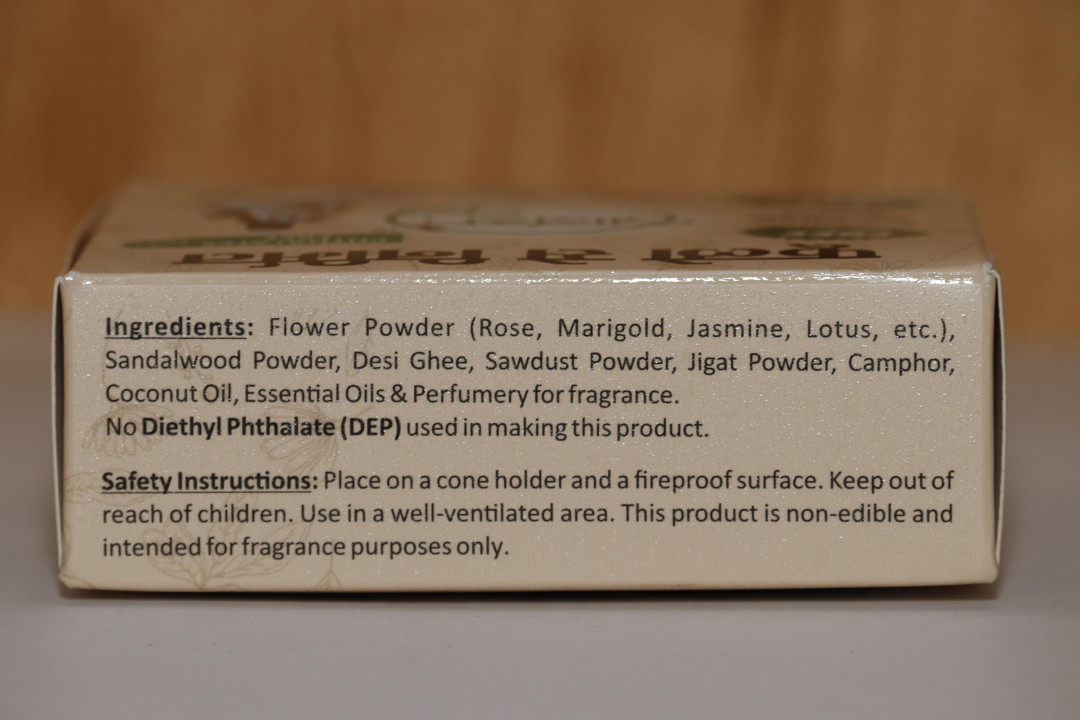 फूलों से निर्मित
Ingredients: Flower Powder (Rose, Marigold, Jasmine, Lotus, etc.),
Sandalwood Powder, Desi Ghee, Sawdust Powder, Jigat Powder, Camphor,
Coconut Oil, Essential Oils & Perfumery for fragrance.
No Diethyl Phthalate (DEP) used in making this product.
Safety Instructions: Place on a cone holder and a fireproof surface. Keep out of
reach of children. Use in a well-ventilated area. This product is non-edible and
intended for fragrance purposes only.